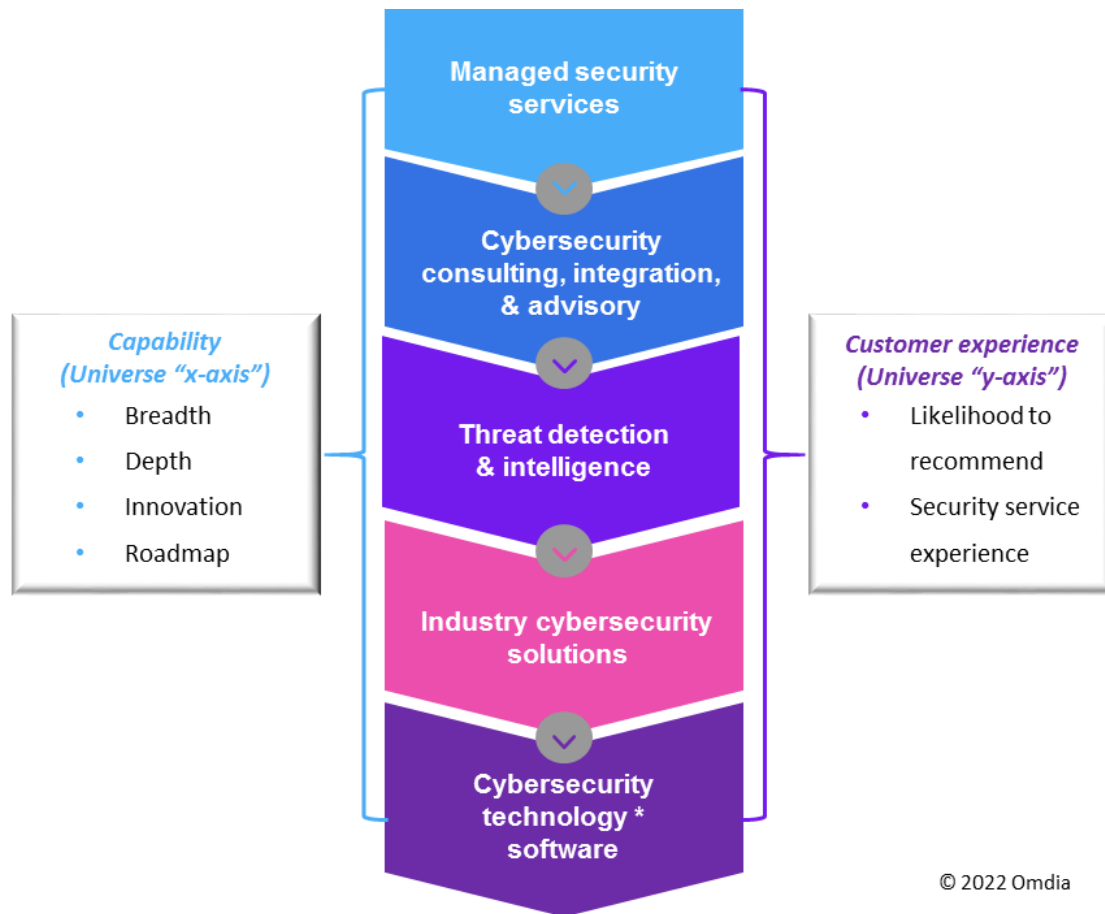 Managed security
services
Cybersecurity
consulting, integration,
& advisory
Capability
(Universe “x-axis”)
• Breadth
• Depth
• Innovation
• Roadmap
Threat detection
& intelligence
Customer experience
(Universe “y-axis”)
• Likelihood to
recommend
• Security service
experience
Industry cybersecurity
solutions
Cybersecurity
technology *
software
© 2022 Omdia